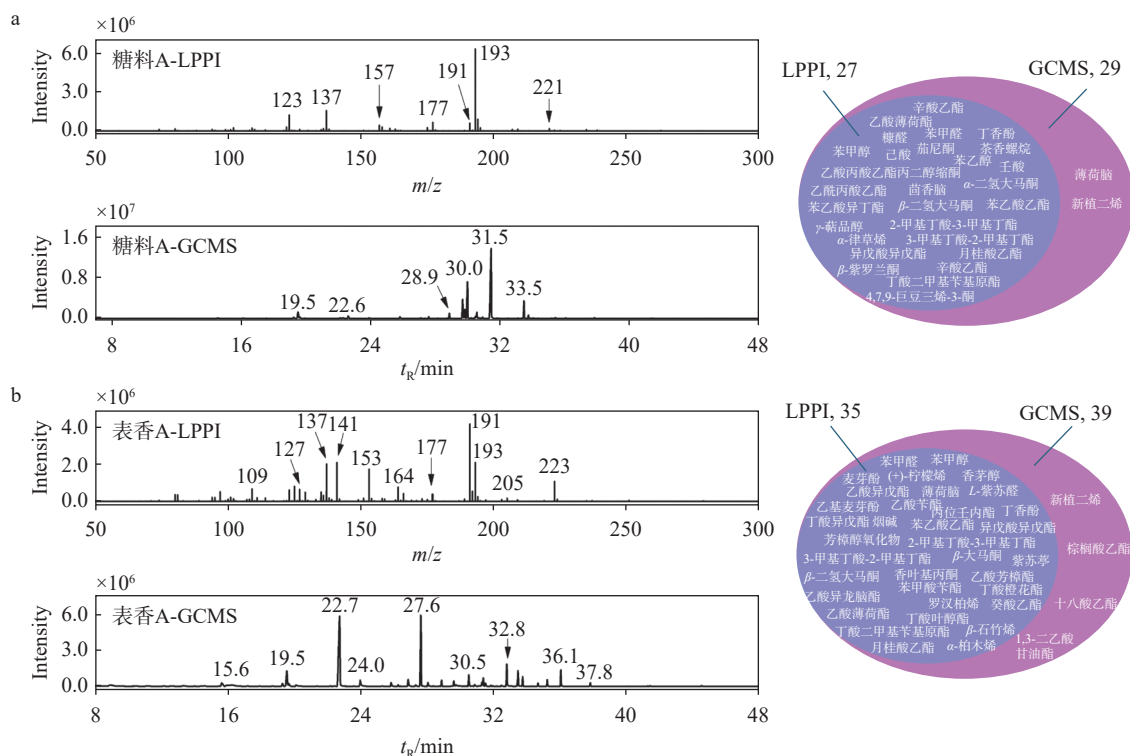 a
×10⁶
糖料A-LPPI
Intensity
6.0
3.0
0.0
123
137
157
177
191
193
221
50
100
150
200
250
300
m/z
×10⁷
糖料A-GCMS
Intensity
1.6
0.8
0.0
19.5
22.6
28.9
30.0
31.5
33.5
8
16
24
32
40
48
tR/min
LPPI, 27
GCMS, 29
辛酸乙酯
乙酸薄荷酯
糠醛 苯甲醛 丁香酚
苯甲醇 己酸 茄尼酮 茶香螺烷
苯乙醇 壬酸
乙酸丙酸乙酯丙二醇缩酮
α-二氢大马酮
乙酰丙酸乙酯 茴香脑
苯乙酸异丁酯 β-二氢大马酮 苯乙酸乙酯
γ-萜品醇 2-甲基丁酸-3-甲基丁酯
α-律草烯 3-甲基丁酸-2-甲基丁酯
异戊酸异戊酯 月桂酸乙酯
β-紫罗兰酮 辛酸乙酯
丁酸二甲基苄基原酯
4,7,9-巨豆三烯-3-酮
薄荷脑
新植二烯
b
×10⁶
表香A-LPPI
Intensity
4.0
2.0
0.0
109
127
137
141
153
164
177
191
193
205
223
50
100
150
200
250
300
m/z
×10⁶
表香A-GCMS
Intensity
6.0
3.0
0.0
15.6
19.5
22.7
24.0
27.6
30.5
32.8
36.1
37.8
8
16
24
32
39
48
tR/min
LPPI, 35
GCMS, 39
苯甲醛 苯甲醇
麦芽酚 (+)-柠檬烯 香茅醇
乙酸异戊酯 薄荷脑 L-紫苏醛
乙基麦芽酚 乙酸苄酯 丙位壬内酯 丁香酚
丁酸异戊酯 烟碱 苯乙酸乙酯 异戊酸异戊酯
芳樟醇氧化物 2-甲基丁酸-3-甲基丁酯
3-甲基丁酸-2-甲基丁酯 β-大马酮 紫苏葶
β-二氢大马酮 香叶基丙酮 乙酸芳樟酯
苯甲酸苄酯 丁酸橙花酯
乙酸异龙脑酯 罗汉柏烯 癸酸乙酯
乙酸薄荷酯 丁酸叶醇酯
丁酸二甲基苄基原酯 β-石竹烯
月桂酸乙酯 α-柏木烯
新植二烯
棕榈酸乙酯
十八酸乙酯
1,3-二乙酸
甘油酯